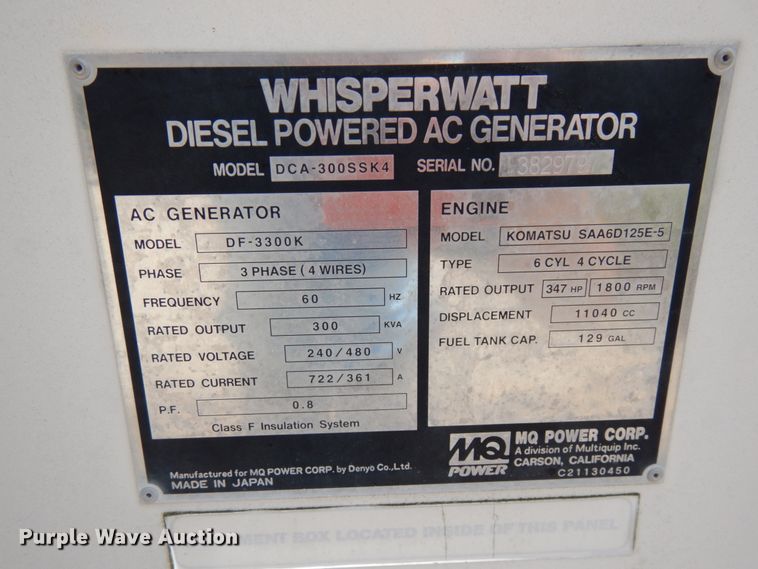 WHISPERWATT
DIESEL POWERED AC GENERATOR
MODEL DCA-300SSK4 SERIAL NO.
AC GENERATOR
MODEL DF-3300K
PHASE 3 PHASE (4 WIRES)
FREQUENCY 60 HZ
RATED OUTPUT 300 KVA
RATED VOLTAGE 240/480 V
RATED CURRENT 722/361 A
P.F. 0.8
Class F Insulation System
ENGINE
MODEL KOMATSU SAA6D125E-5
TYPE 6 CYL 4 CYCLE
RATED OUTPUT 347 HP 1800 RPM
DISPLACEMENT 11040 CC
FUEL TANK CAP. 129 GAL
Manufactured for MQ POWER CORP. by Denyo Co.,Ltd.
MADE IN JAPAN
MQ
POWER
MQ POWER CORP.
A division of Multiquip Inc.
CARSON, CALIFORNIA
C21130450
BOX LOCATED INSIDE OF THIS PANEL
Purple Wave Auction